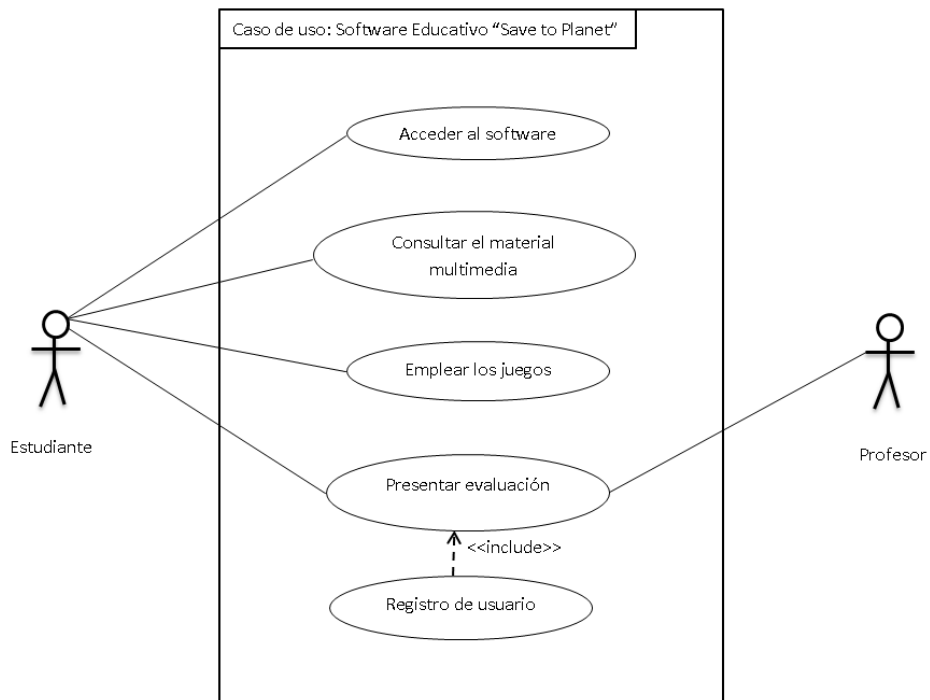 Caso de uso: Software Educativo “Save to Planet”
Acceder al software
Consultar el material
multimedia
Emplear los juegos
Estudiante
Profesor
Presentar evaluación
<<include>>
Registro de usuario